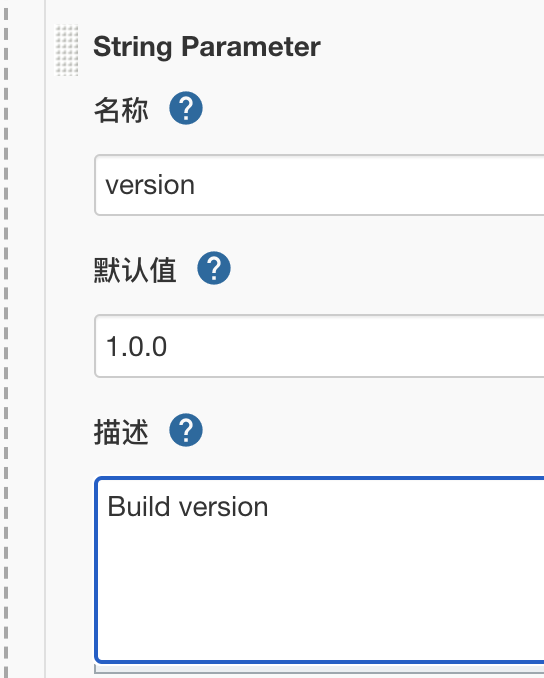 String Parameter
名称 ?
version
默认值 ?
1.0.0
描述 ?
Build version